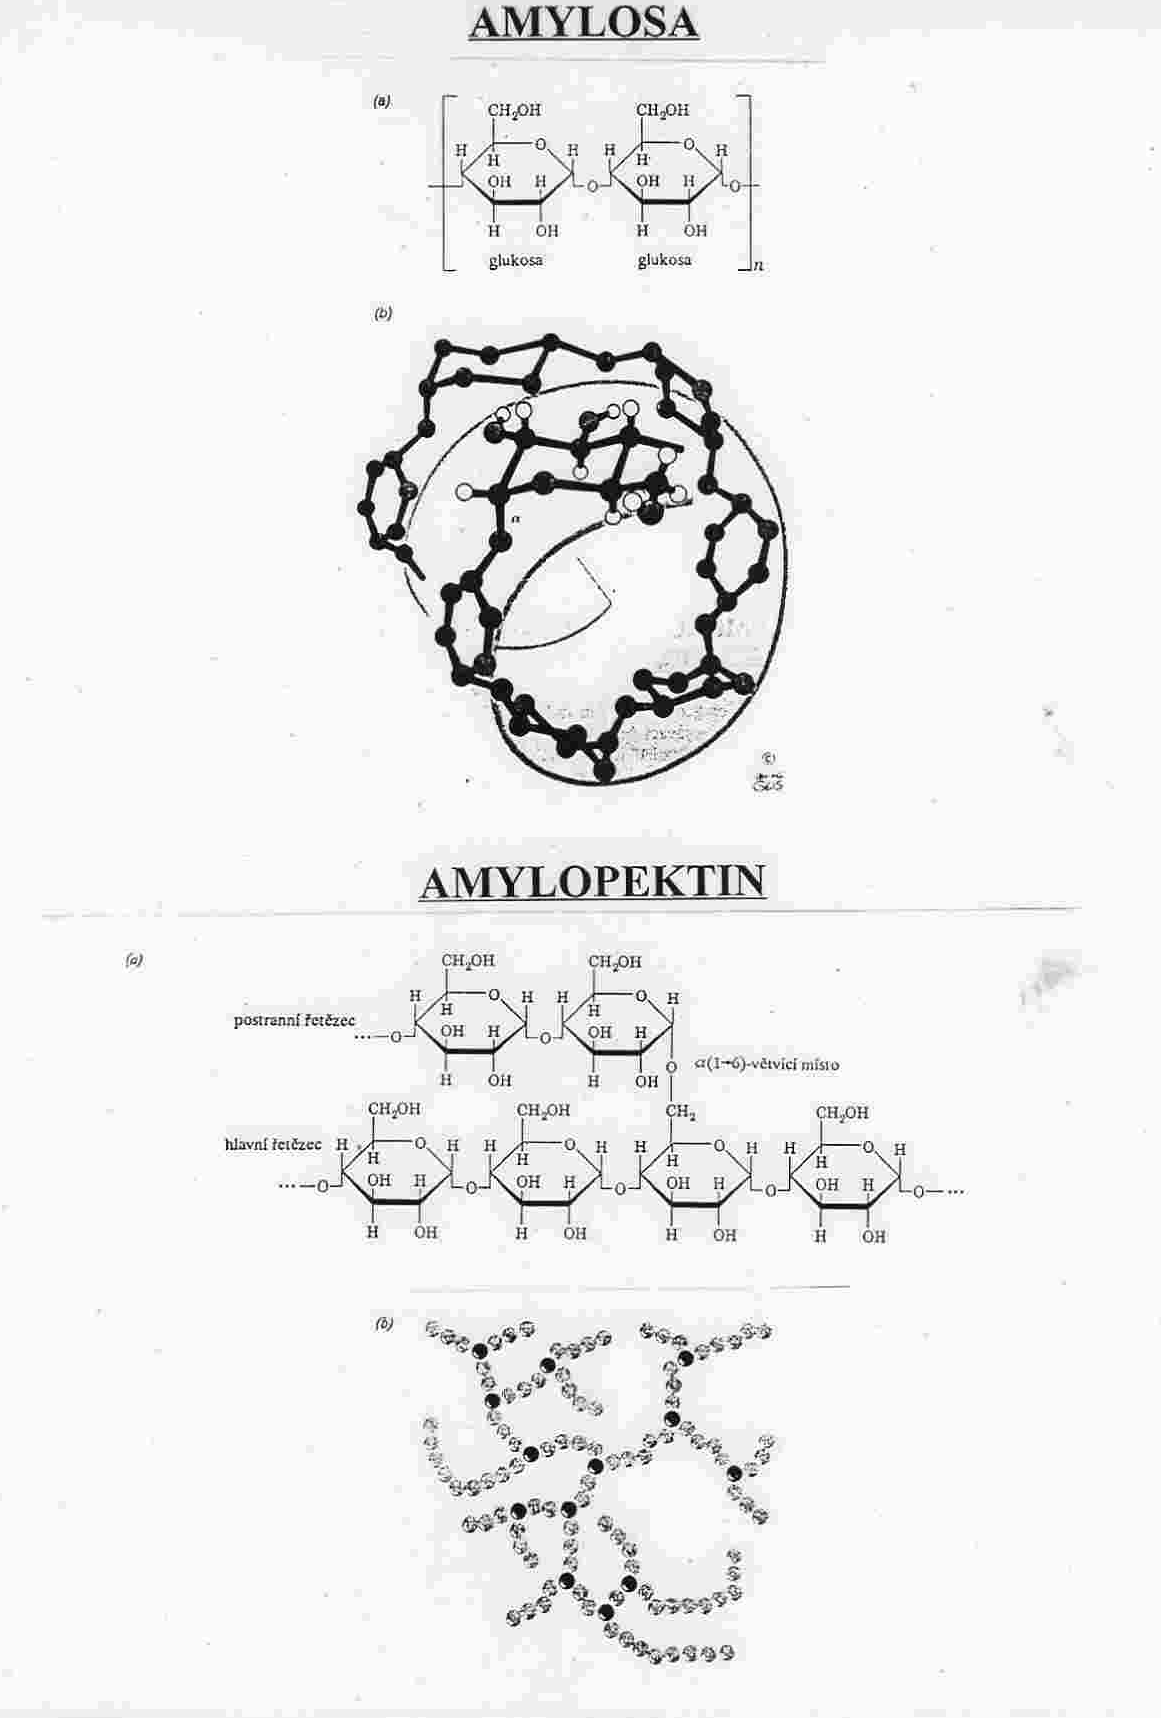 AMYLOSA
(a)
CH₂OH CH₂OH
H O H H O H
H H
OH H O OH H O
H OH H OH
glukosa glukosa
n
(b)
a
©
GEIS
AMYLOPEKTIN
(a)
CH₂OH CH₂OH
H O H H O H
H H
postranní řetězec
OH H OH H
···—O O
H OH H OH
O α(1→6)-větvící místo
CH₂OH CH₂OH CH₂ CH₂OH
hlavní řetězec H O H H O H H O H H O H
H H H H
OH H OH H OH H OH H
···—O O O O O—···
H OH H OH H OH H OH
(b)